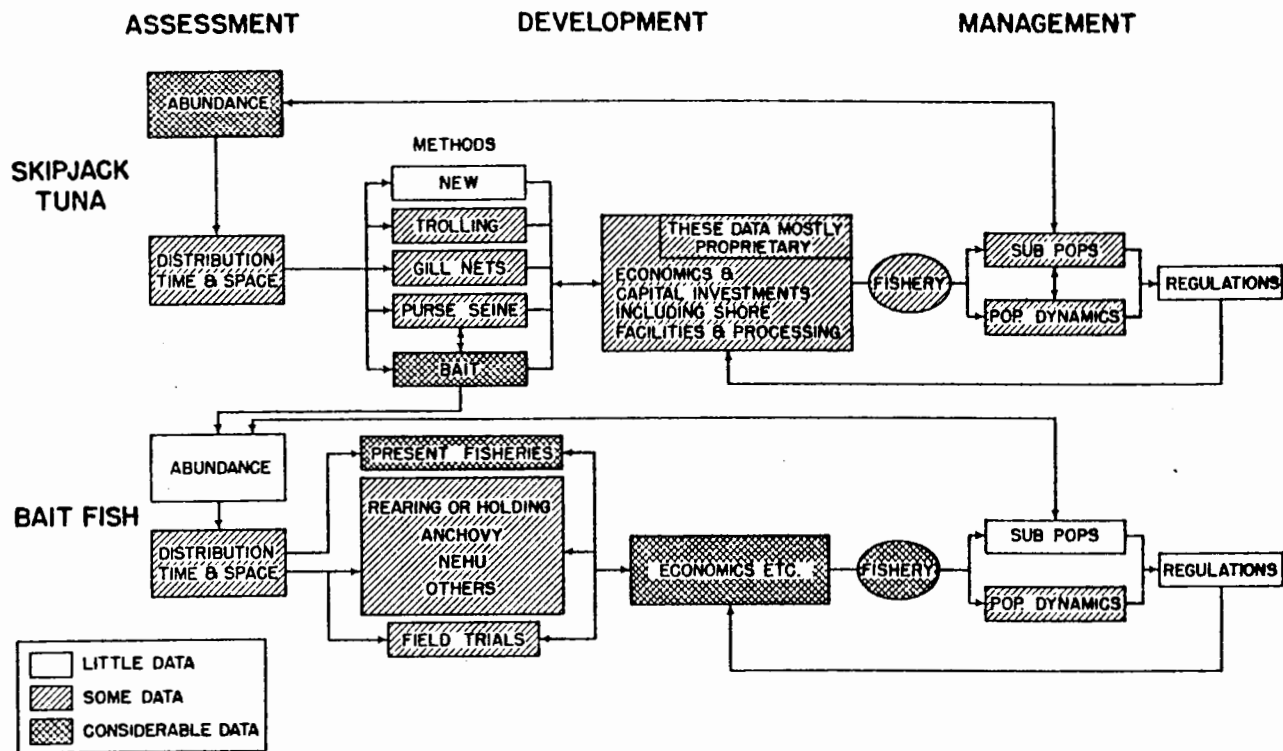 ASSESSMENT
DEVELOPMENT
MANAGEMENT
SKIPJACK
TUNA
ABUNDANCE
DISTRIBUTION
TIME & SPACE
METHODS
NEW
TROLLING
GILL NETS
PURSE SEINE
BAIT
THESE DATA MOSTLY
PROPRIETARY
ECONOMICS &
CAPITAL INVESTMENTS
INCLUDING SHORE
FACILITIES & PROCESSING
FISHERY
SUB POPS
POP. DYNAMICS
REGULATIONS
BAIT FISH
ABUNDANCE
DISTRIBUTION
TIME & SPACE
PRESENT FISHERIES
REARING OR HOLDING
ANCHOVY
NEHU
OTHERS
FIELD TRIALS
ECONOMICS ETC.
FISHERY
SUB POPS
POP. DYNAMICS
REGULATIONS
LITTLE DATA
SOME DATA
CONSIDERABLE DATA